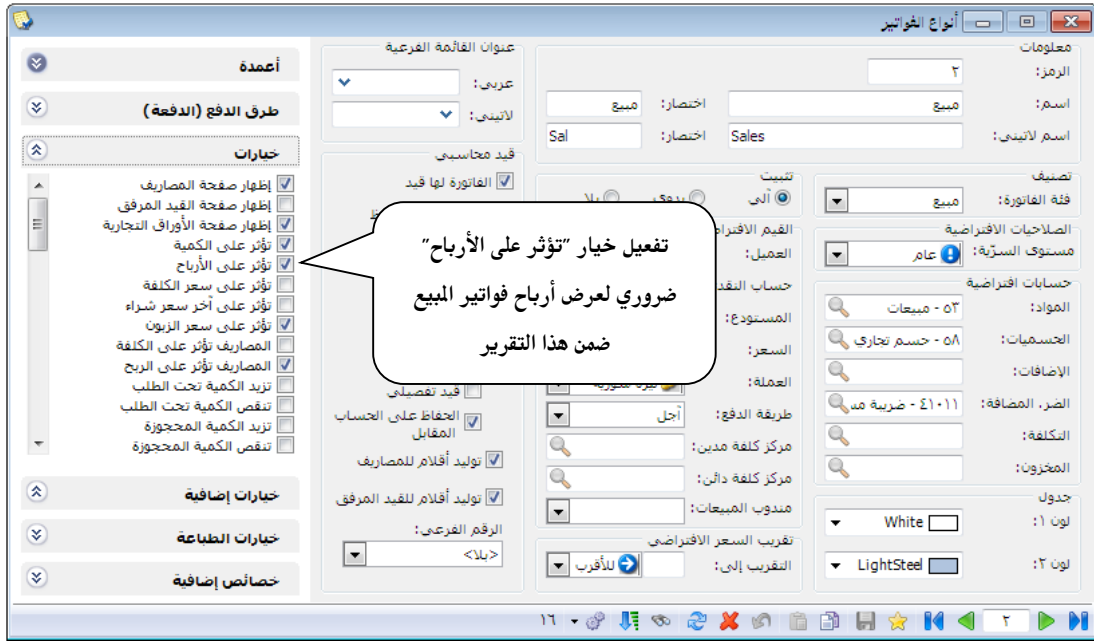 أنواع الفواتير
معلومات
الرمز: ٢
اسم: مبيع اختصار: مبيع
اسم لاتيني: Sales اختصار: Sal
تصنيف
فئة الفاتورة: مبيع
الصلاحيات الافتراضية
مستوى السرّية: عام
حسابات افتراضية
المواد: ٥٣ - مبيعات
الحسميات: ٥٨ - حسم تجاري
الإضافات:
الضر. المضافة: ٤١٠١١ - ضريبة مب
التكلفة:
المخزون:
جدول
لون ١: White
لون ٢: LightSteel
تثبيت
آلي يدوي بلا
القيم الافترا
العميل:
حساب النقد
المستودع:
السعر:
العملة:
طريقة الدفع: آجل
مركز كلفة مدين:
مركز كلفة دائن:
مندوب المبيعات:
تقريب السعر الافتراضي
التقريب إلى: للأقرب
عنوان القائمة الفرعية
عربي:
لاتيني:
قيد محاسبي
الفاتورة لها قيد
قيد تفصيلي
الحفاظ على الحساب
المقابل
توليد أقلام للمصاريف
توليد أقلام للقيد المرفق
الرقم الفرعي:
<بلا>
تفعيل خيار "تؤثر على الأرباح"
ضروري لعرض أرباح فواتير المبيع
ضمن هذا التقرير
أعمدة
طرق الدفع (الدفعة)
خيارات
إظهار صفحة المصاريف
إظهار صفحة القيد المرفق
إظهار صفحة الأوراق التجارية
تؤثر على الكمية
تؤثر على الأرباح
تؤثر على سعر الكلفة
تؤثر على آخر سعر شراء
تؤثر على سعر الزبون
المصاريف تؤثر على الكلفة
المصاريف تؤثر على الربح
تزيد الكمية تحت الطلب
تنقص الكمية تحت الطلب
تزيد الكمية المحجوزة
تنقص الكمية المحجوزة
خيارات إضافية
خيارات الطباعة
خصائص إضافية
٢ ١٦